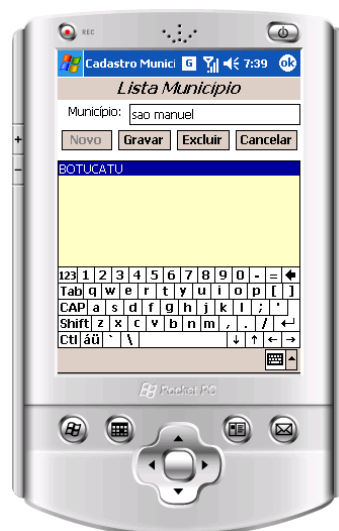 REC
Cadastro Munici G 7:39 ok
Lista Município
Município: sao manuel
Novo Gravar Excluir Cancelar
BOTUCATU
123 1 2 3 4 5 6 7 8 9 0 - =
Tab q w e r t y u i o p [ ]
CAP a s d f g h j k l ; '
Shift z x c v b n m , . /
Ctl áü ` \
Pocket PC